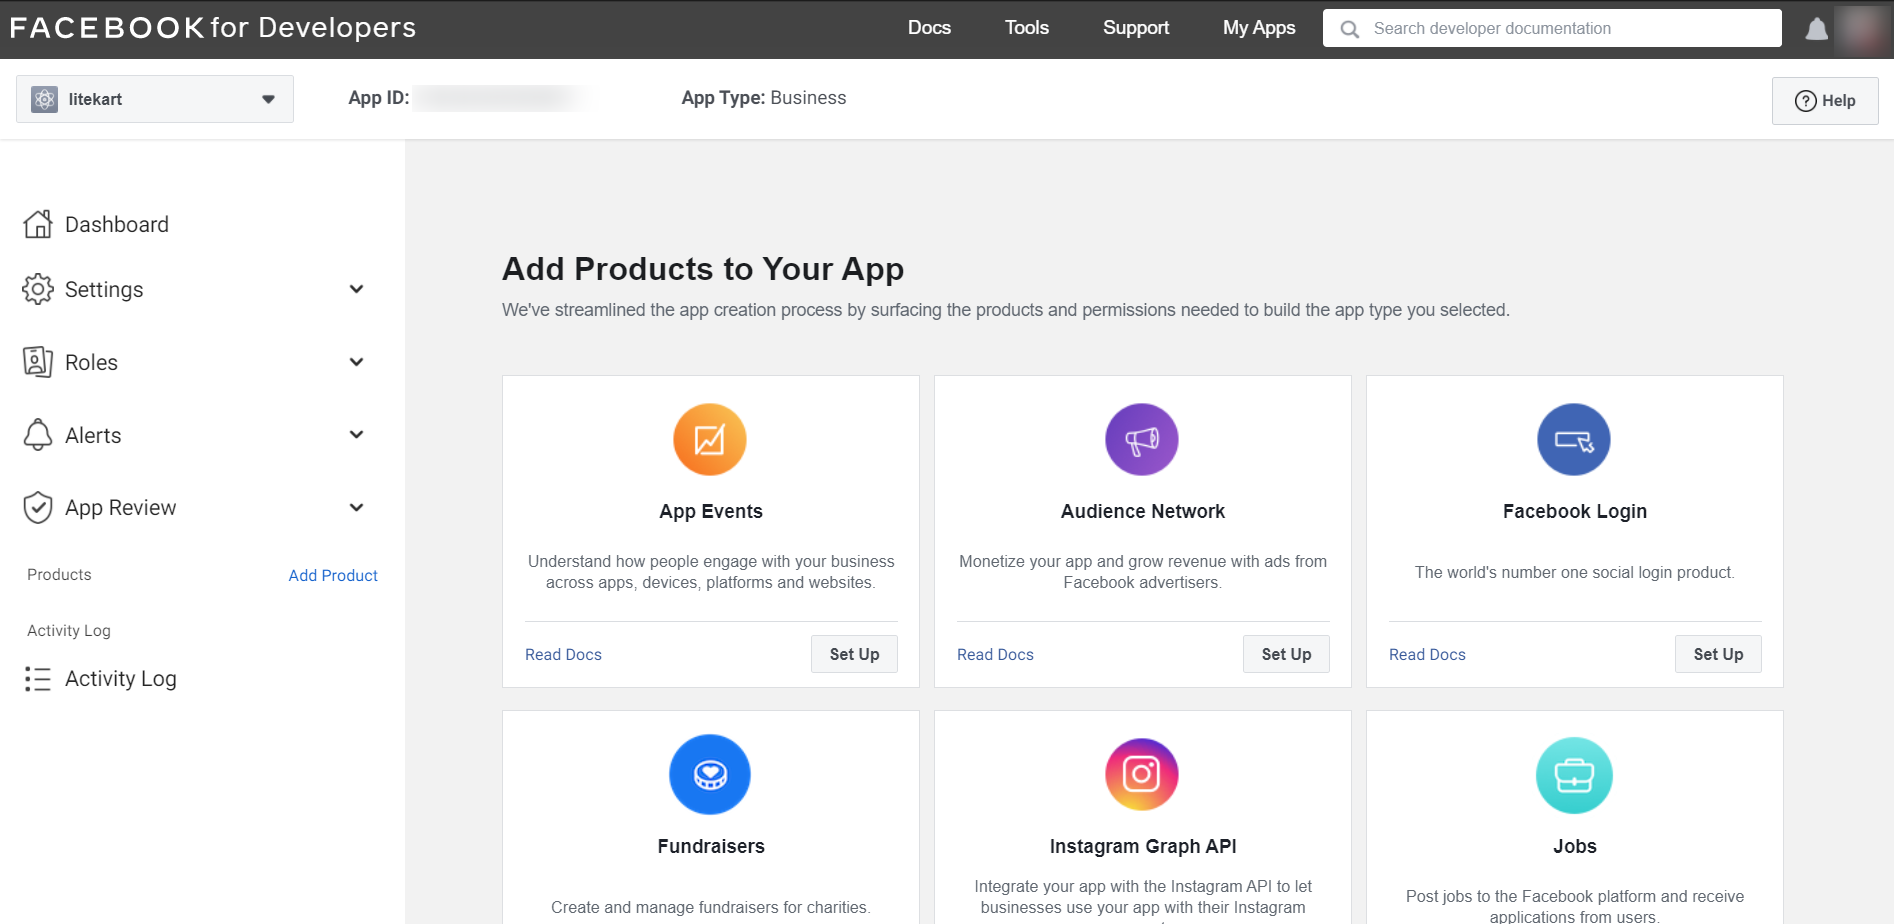 FACEBOOK for Developers
Docs
Tools
Support
My Apps
Search developer documentation
litekart
App ID:
App Type: Business
Help
Dashboard
Settings
Roles
Alerts
App Review
Products
Add Product
Activity Log
Activity Log
Add Products to Your App
We've streamlined the app creation process by surfacing the products and permissions needed to build the app type you selected.
App Events
Understand how people engage with your business
across apps, devices, platforms and websites.
Read Docs
Set Up
Audience Network
Monetize your app and grow revenue with ads from
Facebook advertisers.
Read Docs
Set Up
Facebook Login
The world's number one social login product.
Read Docs
Set Up
Fundraisers
Create and manage fundraisers for charities.
Instagram Graph API
Integrate your app with the Instagram API to let
businesses use your app with their Instagram
Jobs
Post jobs to the Facebook platform and receive
applications from users.